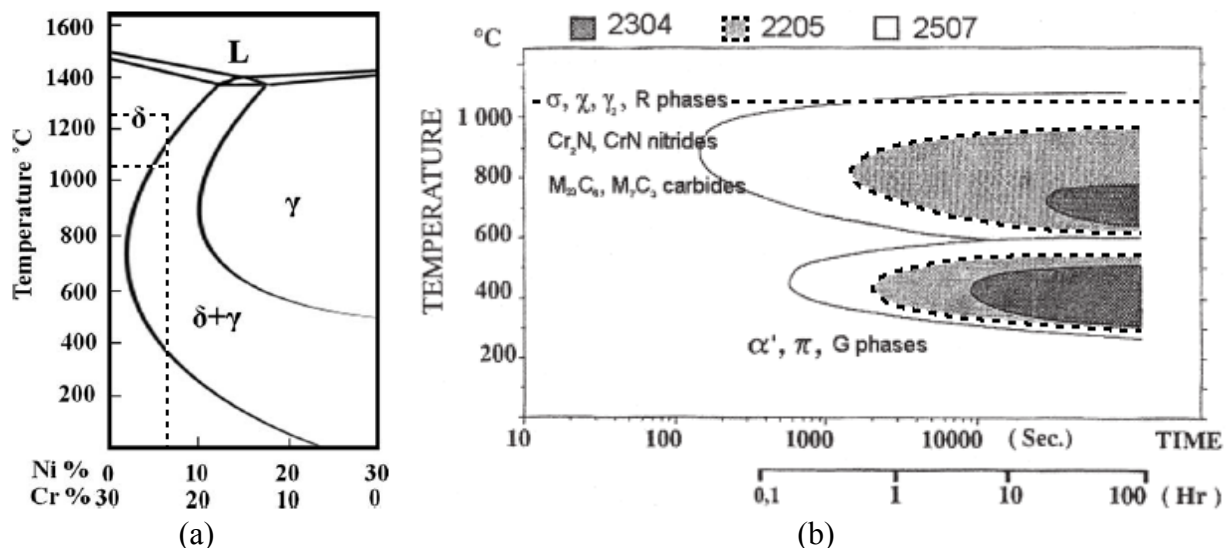 1600
1400
1200
1000
800
600
400
200
Temperature °C
L
δ
γ
δ+γ
Ni % 0 10 20 30
Cr % 30 20 10 0
(a)
2304 2205 2507
°C
1 000
800
600
400
200
TEMPERATURE
σ, χ, γ₂, R phases
Cr₂N, CrN nitrides
M₂₃C₆, M₇C₃ carbides
α', π, G phases
10 100 1000 10000 (Sec.) TIME
0,1 1 10 100 (Hr)
(b)